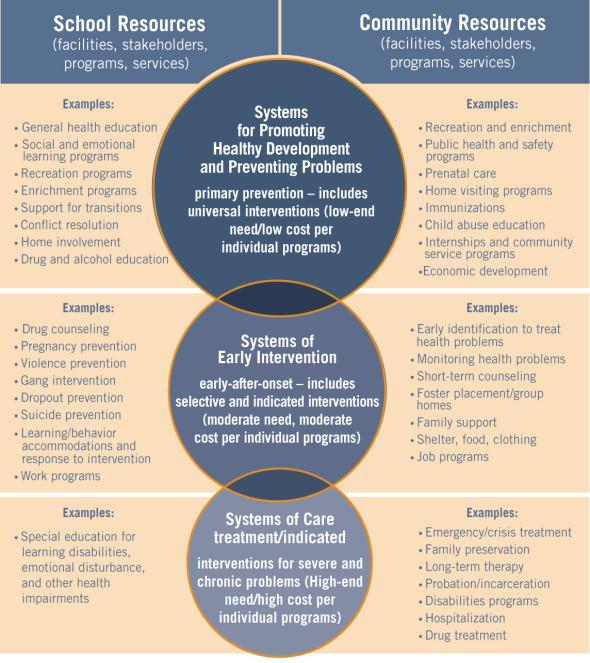 School Resources
(facilities, stakeholders,
programs, services)
Community Resources
(facilities, stakeholders,
programs, services)
Examples:
• General health education
• Social and emotional
learning programs
• Recreation programs
• Enrichment programs
• Support for transitions
• Conflict resolution
• Home involvement
• Drug and alcohol education
Systems
for Promoting
Healthy Development
and Preventing Problems
primary prevention – includes
universal interventions (low-end
need/low cost per
individual programs)
Examples:
• Recreation and enrichment
• Public health and safety
programs
• Prenatal care
• Home visiting programs
• Immunizations
• Child abuse education
• Internships and community
service programs
• Economic development
Examples:
• Drug counseling
• Pregnancy prevention
• Violence prevention
• Gang intervention
• Dropout prevention
• Suicide prevention
• Learning/behavior
accommodations and
response to intervention
• Work programs
Systems of
Early Intervention
early-after-onset – includes
selective and indicated interventions
(moderate need, moderate
cost per individual programs)
Examples:
• Early identification to treat
health problems
• Monitoring health problems
• Short-term counseling
• Foster placement/group
homes
• Family support
• Shelter, food, clothing
• Job programs
Examples:
• Special education for
learning disabilities,
emotional disturbance,
and other health
impairments
Systems of Care
treatment/indicated
interventions for severe and
chronic problems (High-end
need/high cost per
individual programs)
Examples:
• Emergency/crisis treatment
• Family preservation
• Long-term therapy
• Probation/incarceration
• Disabilities programs
• Hospitalization
• Drug treatment